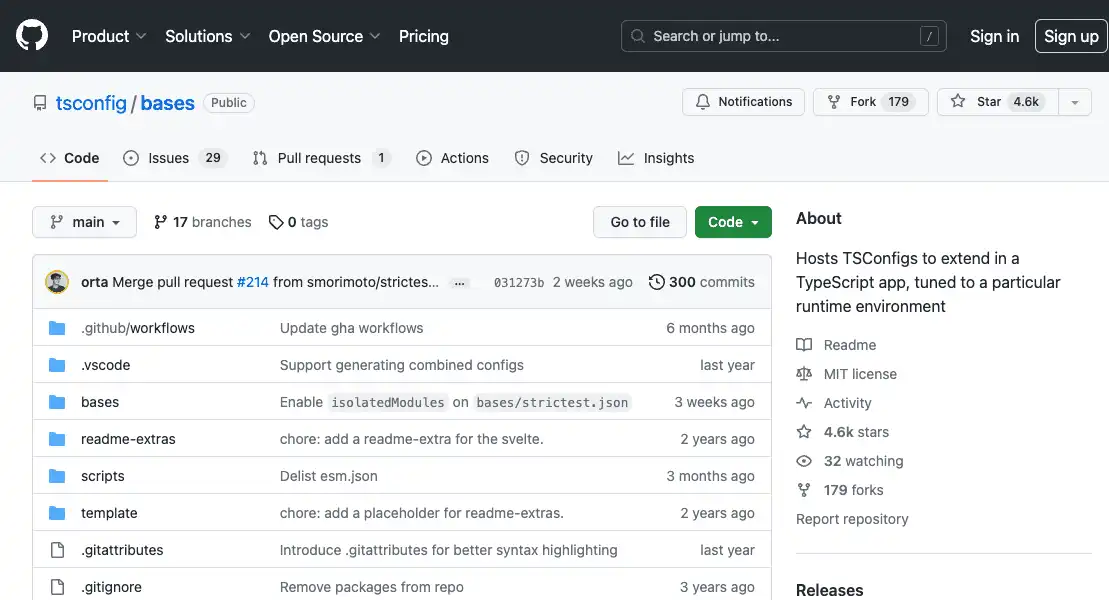 Product Solutions Open Source Pricing Search or jump to... / Sign in Sign up
tsconfig / bases Public Notifications Fork 179 Star 4.6k
Code Issues 29 Pull requests 1 Actions Security Insights
main 17 branches 0 tags Go to file Code
orta Merge pull request #214 from smorimoto/strictes... ... 031273b 2 weeks ago 300 commits
.github/workflows Update gha workflows 6 months ago
.vscode Support generating combined configs last year
bases Enable isolatedModules on bases/strictest.json 3 weeks ago
readme-extras chore: add a readme-extra for the svelte. 2 years ago
scripts Delist esm.json 3 months ago
template chore: add a placeholder for readme-extras. 2 years ago
.gitattributes Introduce .gitattributes for better syntax highlighting last year
.gitignore Remove packages from repo 3 years ago
About
Hosts TSConfigs to extend in a
TypeScript app, tuned to a particular
runtime environment
Readme
MIT license
Activity
4.6k stars
32 watching
179 forks
Report repository
Releases